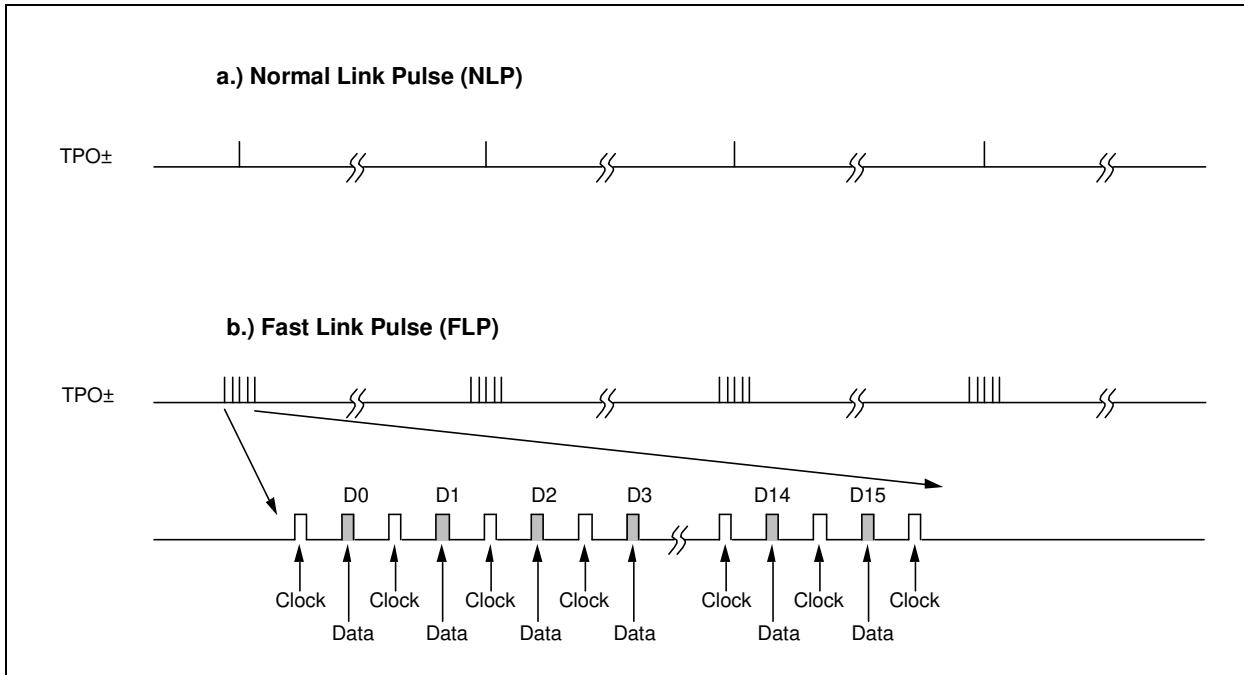 a.) Normal Link Pulse (NLP)
TPO±
b.) Fast Link Pulse (FLP)
TPO±
D0 D1 D2 D3 D14 D15
Clock Clock Clock Clock Clock Clock Clock
Data Data Data Data Data Data